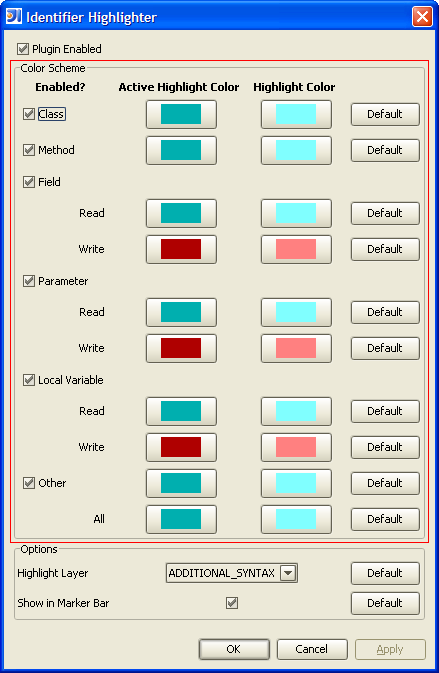 Identifier Highlighter
Plugin Enabled
Color Scheme
Enabled? Active Highlight Color Highlight Color
Class Default
Method Default
Field
Read Default
Write Default
Parameter
Read Default
Write Default
Local Variable
Read Default
Write Default
Other Default
All Default
Options
Highlight Layer ADDITIONAL_SYNTAX Default
Show in Marker Bar Default
OK Cancel Apply